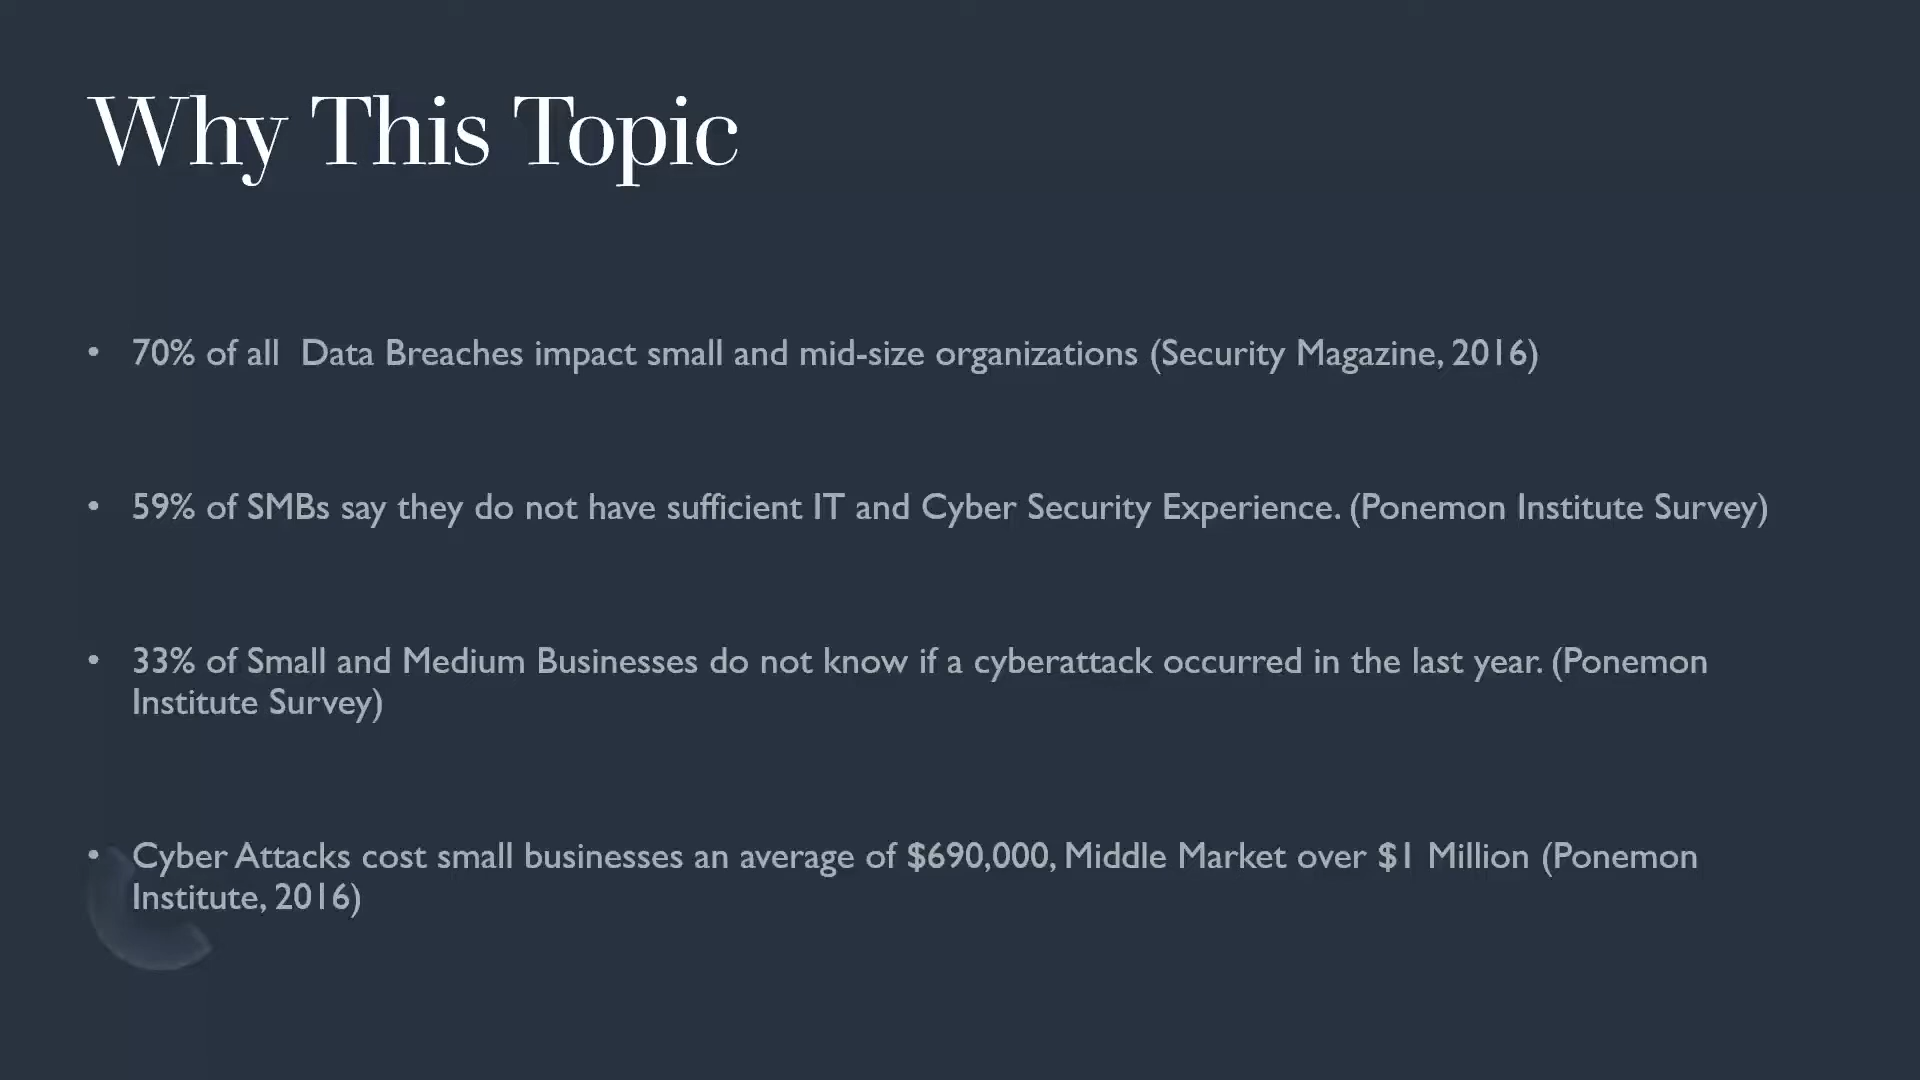 Why This Topic
• 70% of all  Data Breaches impact small and mid-size organizations (Security Magazine, 2016)
• 59% of SMBs say they do not have sufficient IT and Cyber Security Experience. (Ponemon Institute Survey)
• 33% of Small and Medium Businesses do not know if a cyberattack occurred in the last year. (Ponemon
Institute Survey)
• Cyber Attacks cost small businesses an average of $690,000, Middle Market over $1 Million (Ponemon
Institute, 2016)